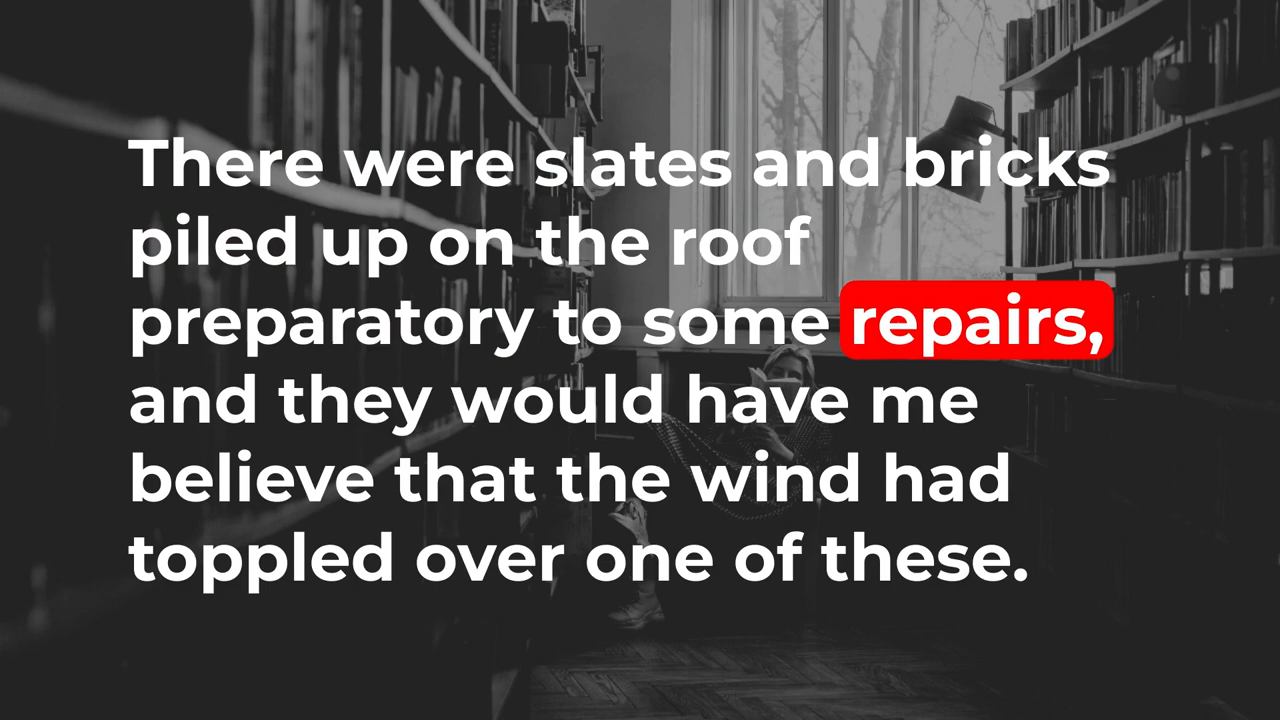 There were slates and bricks
piled up on the roof
preparatory to some repairs,
and they would have me
believe that the wind had
toppled over one of these.